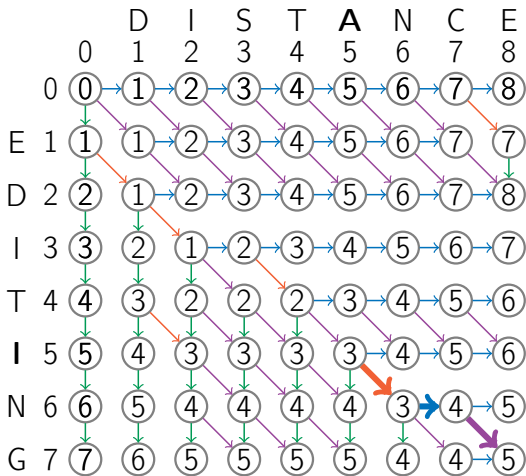 D I S T A N C E
0 1 2 3 4 5 6 7 8
0 0 1 2 3 4 5 6 7 8
E 1 1 1 2 3 4 5 6 7 7
D 2 2 1 2 3 4 5 6 7 8
I 3 3 2 1 2 3 4 5 6 7
T 4 4 3 2 2 2 3 4 5 6
I 5 5 4 3 3 3 3 4 5 6
N 6 6 5 4 4 4 4 3 4 5
G 7 7 6 5 5 5 5 4 4 5